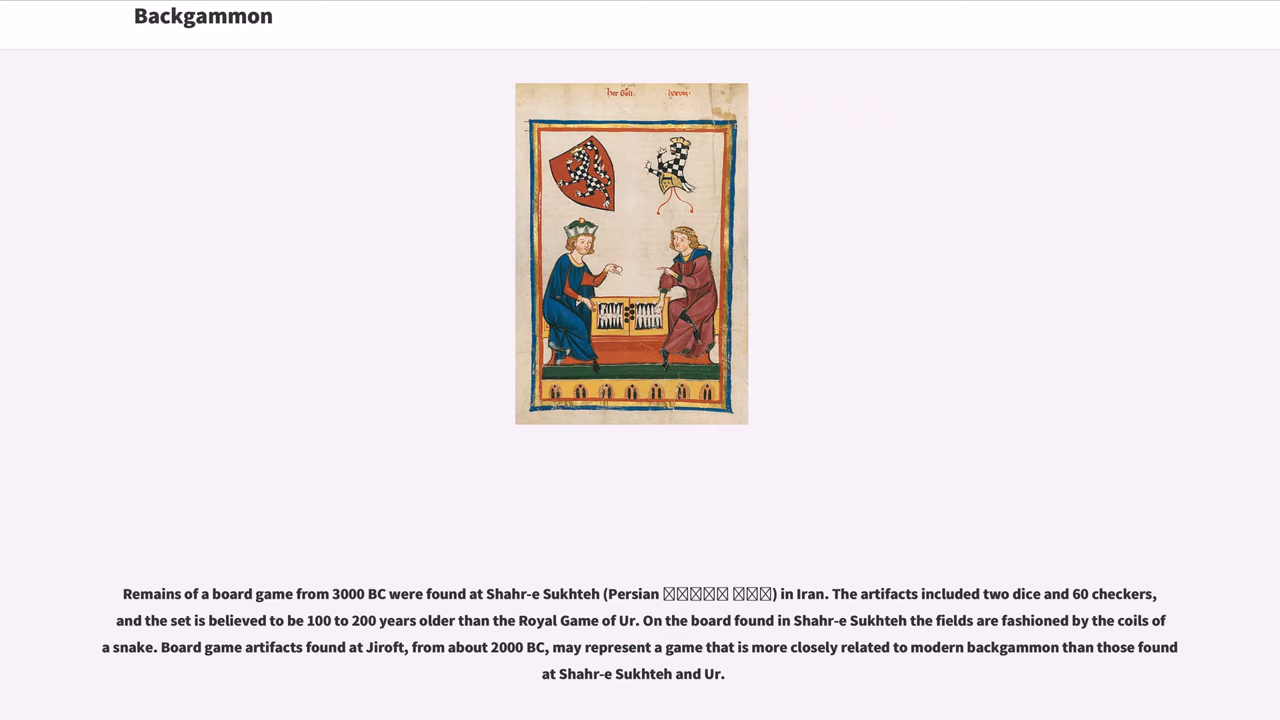 Backgammon
Remains of a board game from 3000 BC were found at Shahr-e Sukhteh (Persian) in Iran. The artifacts included two dice and 60 checkers,
and the set is believed to be 100 to 200 years older than the Royal Game of Ur. On the board found in Shahr-e Sukhteh the fields are fashioned by the coils of
a snake. Board game artifacts found at Jiroft, from about 2000 BC, may represent a game that is more closely related to modern backgammon than those found
at Shahr-e Sukhteh and Ur.